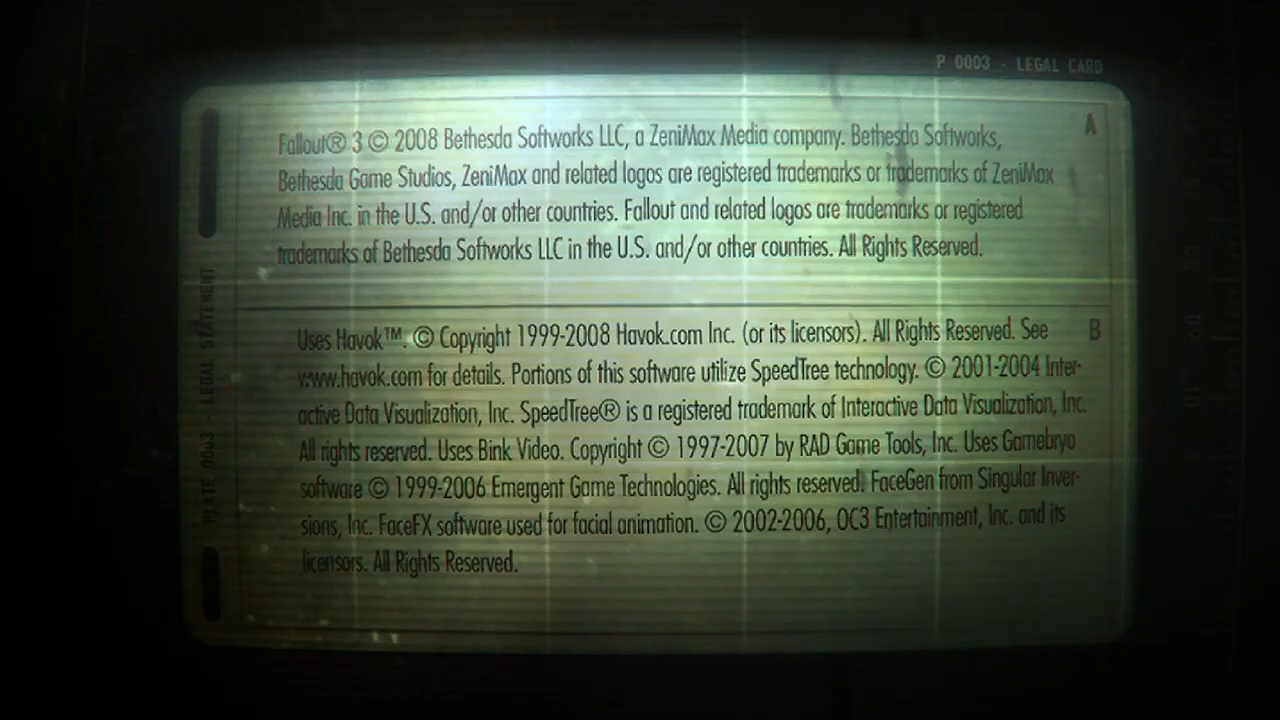 P 0003 - LEGAL CARD
A
Fallout® 3 © 2008 Bethesda Softworks LLC, a ZeniMax Media company. Bethesda Softworks,
Bethesda Game Studios, ZeniMax and related logos are registered trademarks or trademarks of ZeniMax
Media Inc. in the U.S. and/or other countries. Fallout and related logos are trademarks or registered
trademarks of Bethesda Softworks LLC in the U.S. and/or other countries. All Rights Reserved.
PLATE 0003 - LEGAL STATEMENT
B
Uses Havok™. © Copyright 1999-2008 Havok.com Inc. (or its licensors). All Rights Reserved. See
www.havok.com for details. Portions of this software utilize SpeedTree technology. © 2001-2004 Inter-
active Data Visualization, Inc. SpeedTree® is a registered trademark of Interactive Data Visualization, Inc.
All rights reserved. Uses Bink Video. Copyright © 1997-2007 by RAD Game Tools, Inc. Uses Gamebryo
software © 1999-2006 Emergent Game Technologies. All rights reserved. FaceGen from Singular Inver-
sions, Inc. FaceFX software used for facial animation. © 2002-2006, OC3 Entertainment, Inc. and its
licensors. All Rights Reserved.